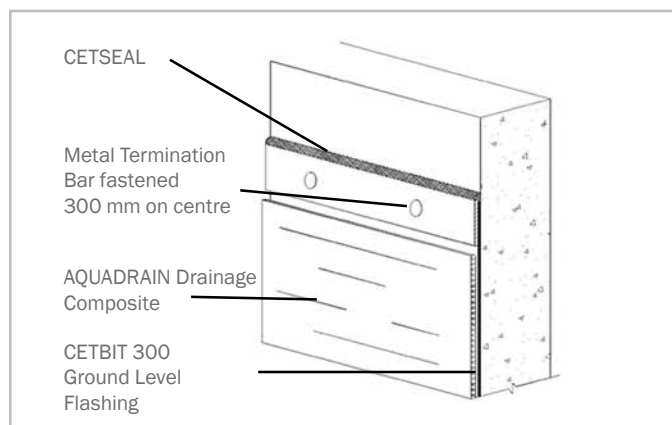 CETSEAL
Metal Termination
Bar fastened
300 mm on centre
AQUADRAIN Drainage
Composite
CETBIT 300
Ground Level
Flashing